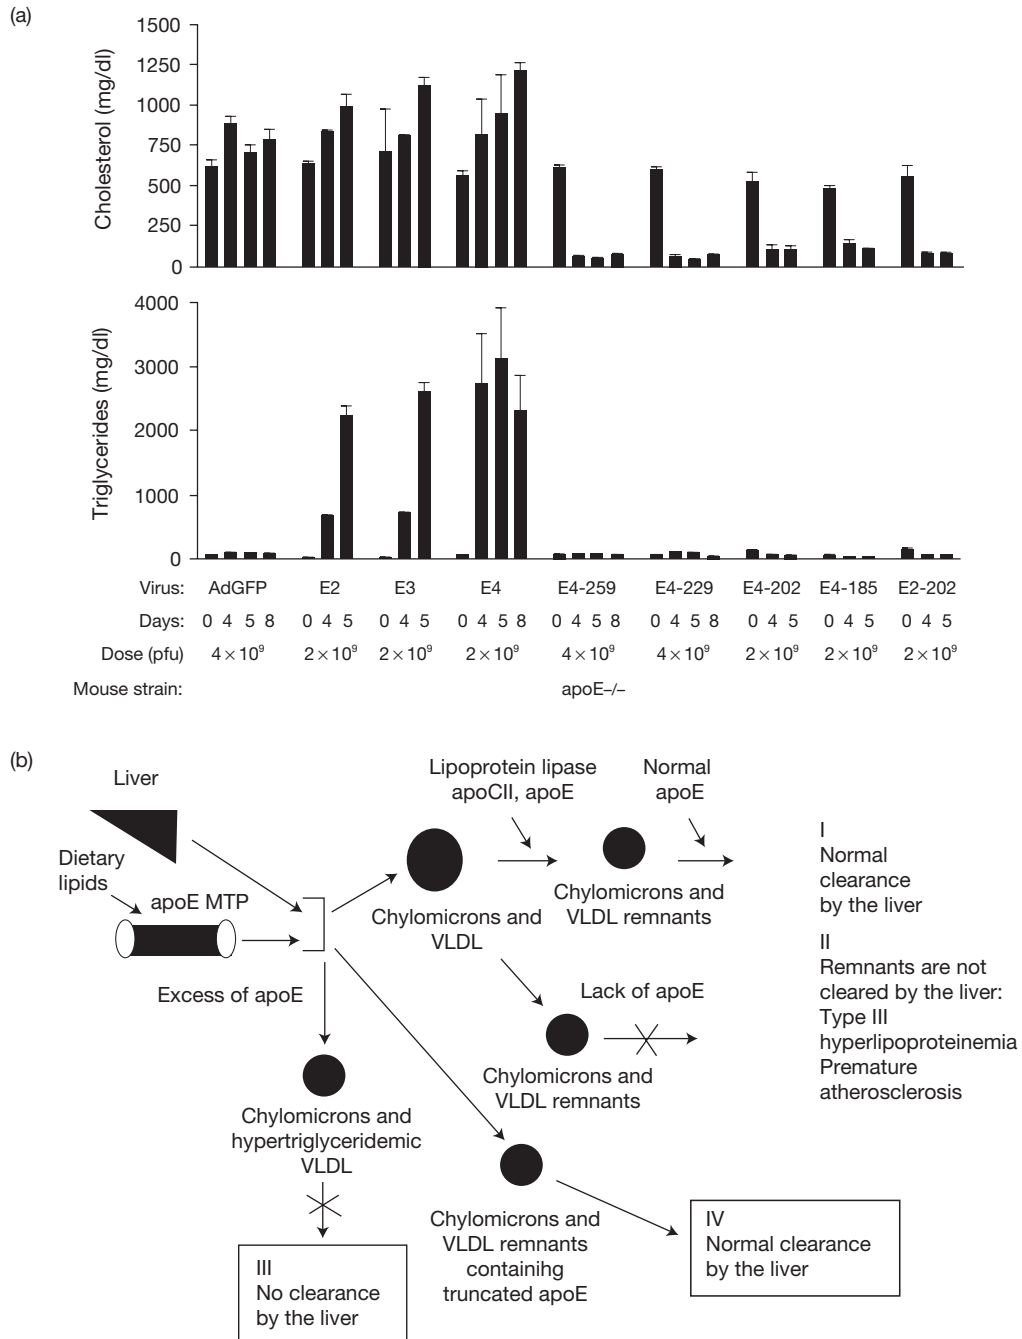 (a)
Cholesterol (mg/dl)
1500
1250
1000
750
500
250
0
Triglycerides (mg/dl)
4000
3000
2000
1000
0
Virus: AdGFP E2 E3 E4 E4-259 E4-229 E4-202 E4-185 E2-202
Days: 0 4 5 8 0 4 5 0 4 5 0 4 5 8 0 4 5 8 0 4 5 8 0 4 5 0 4 5 0 4 5
Dose (pfu) 4 × 10⁹ 2 × 10⁹ 2 × 10⁹ 2 × 10⁹ 4 × 10⁹ 4 × 10⁹ 2 × 10⁹ 2 × 10⁹ 2 × 10⁹
Mouse strain: apoE–/–
(b)
Liver
Dietary
lipids
apoE MTP
Excess of apoE
Lipoprotein lipase
apoCII, apoE
Normal
apoE
Chylomicrons and
VLDL
Chylomicrons and
VLDL remnants
Lack of apoE
Chylomicrons and
VLDL remnants
Chylomicrons and
hypertriglyceridemic
VLDL
Chylomicrons and
VLDL remnants
containihg
truncated apoE
I
Normal
clearance
by the liver
II
Remnants are not
cleared by the liver:
Type III
hyperlipoproteinemia
Premature
atherosclerosis
III
No clearance
by the liver
IV
Normal clearance
by the liver